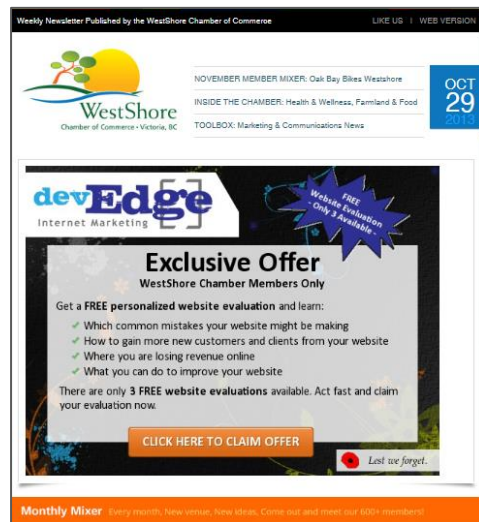 Weekly Newsletter Published by the WestShore Chamber of Commerce
LIKE US | WEB VERSION
WestShore
Chamber of Commerce • Victoria, BC
NOVEMBER MEMBER MIXER: Oak Bay Bikes Westshore
INSIDE THE CHAMBER: Health & Wellness, Farmland & Food
TOOLBOX: Marketing & Communications News
OCT
29
2013
devEdge
Internet Marketing
FREE
Website Evaluation
- Only 3 Available -
Exclusive Offer
WestShore Chamber Members Only
Get a FREE personalized website evaluation and learn:
✓ Which common mistakes your website might be making
✓ How to gain more new customers and clients from your website
✓ Where you are losing revenue online
✓ What you can do to improve your website
There are only 3 FREE website evaluations available. Act fast and claim
your evaluation now.
CLICK HERE TO CLAIM OFFER
Lest we forget.
Monthly Mixer Every month, New venue, New ideas, Come out and meet our 600+ members!